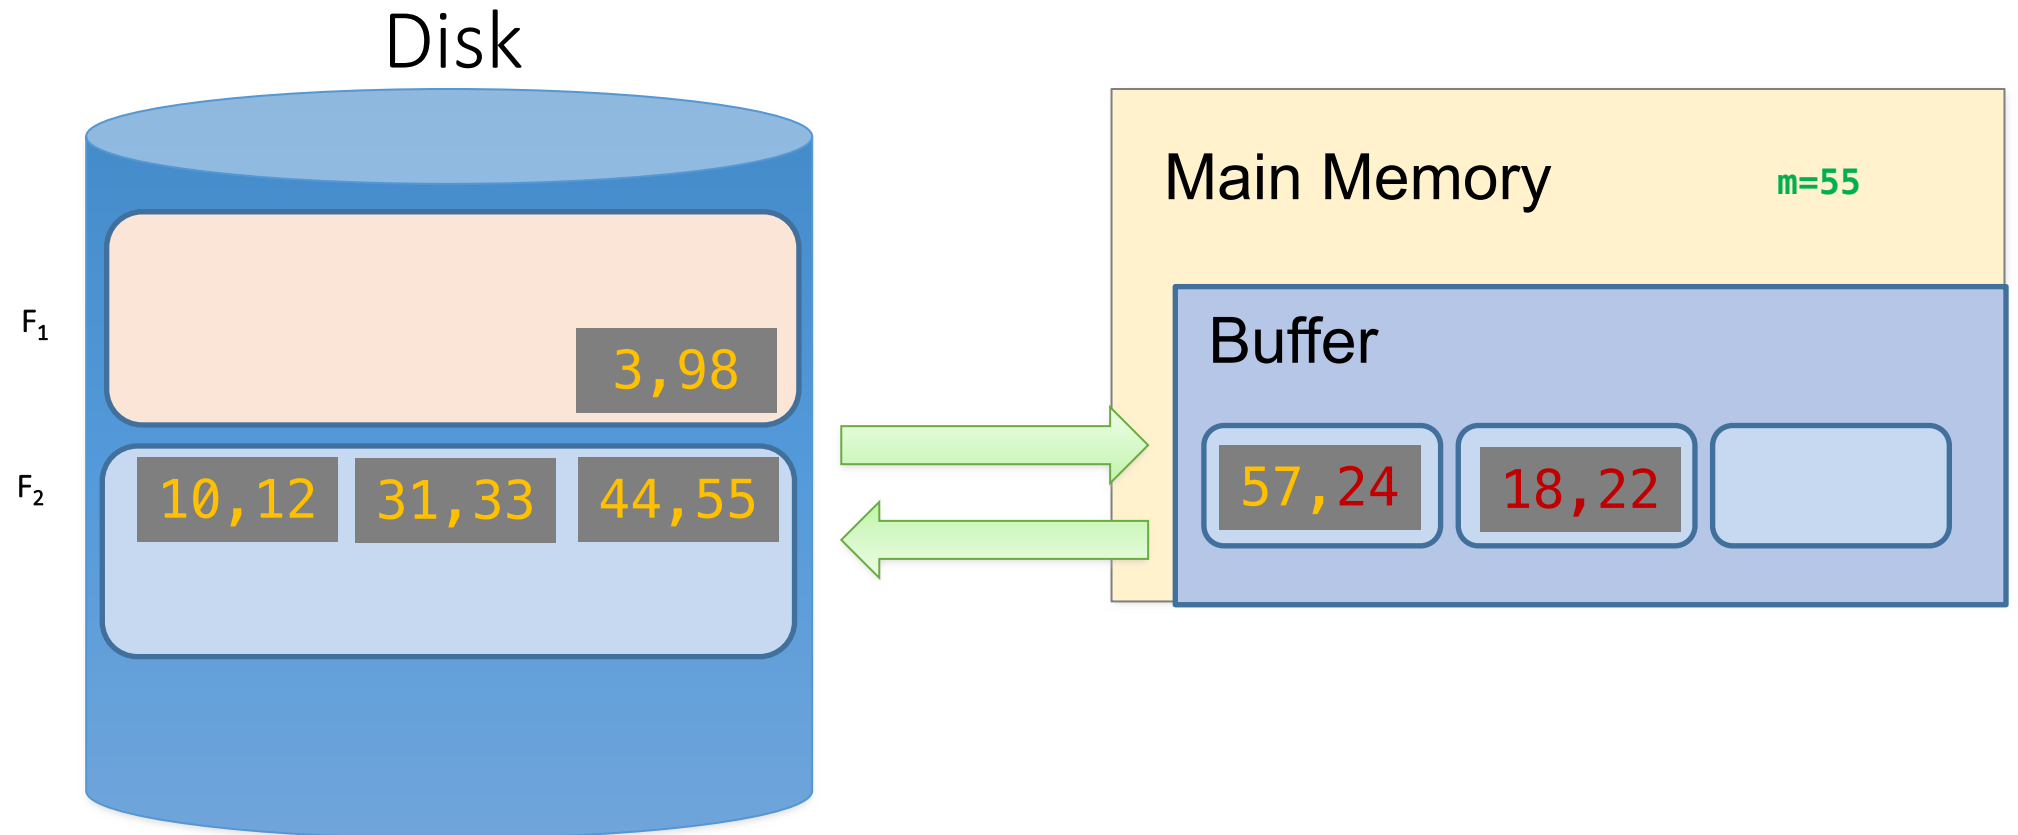 Disk
Main Memory
m=55
F1
Buffer
3,98
F2
10,12
31,33
44,55
57,24
18,22